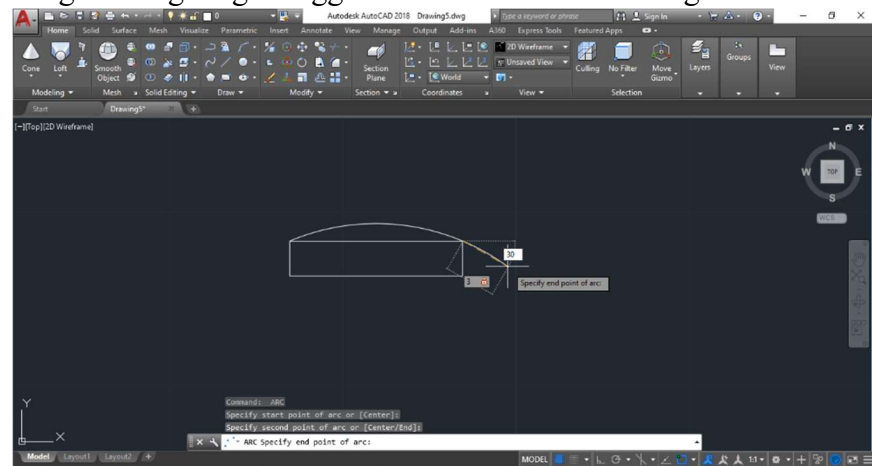 Autodesk AutoCAD 2018 Drawing5.dwg Type a keyword or phrase Sign In
Home Solid Surface Mesh Visualize Parametric Insert Annotate View Manage Output Add-ins A360 Express Tools Featured Apps
2D Wireframe
Unsaved View
World
Cone Loft Smooth Object Section Plane Culling No Filter Move Gizmo Layers Groups View
Modeling Mesh Solid Editing Draw Modify Section Coordinates View Selection
Start Drawing5*
[−][Top][2D Wireframe]
N
W TOP E
S
WCS
30
3 Specify end point of arc:
Command: ARC
Specify start point of arc or [Center]:
Specify second point of arc or [Center/End]:
Y
X
ARC Specify end point of arc:
Model Layout1 Layout2 + MODEL 1:1